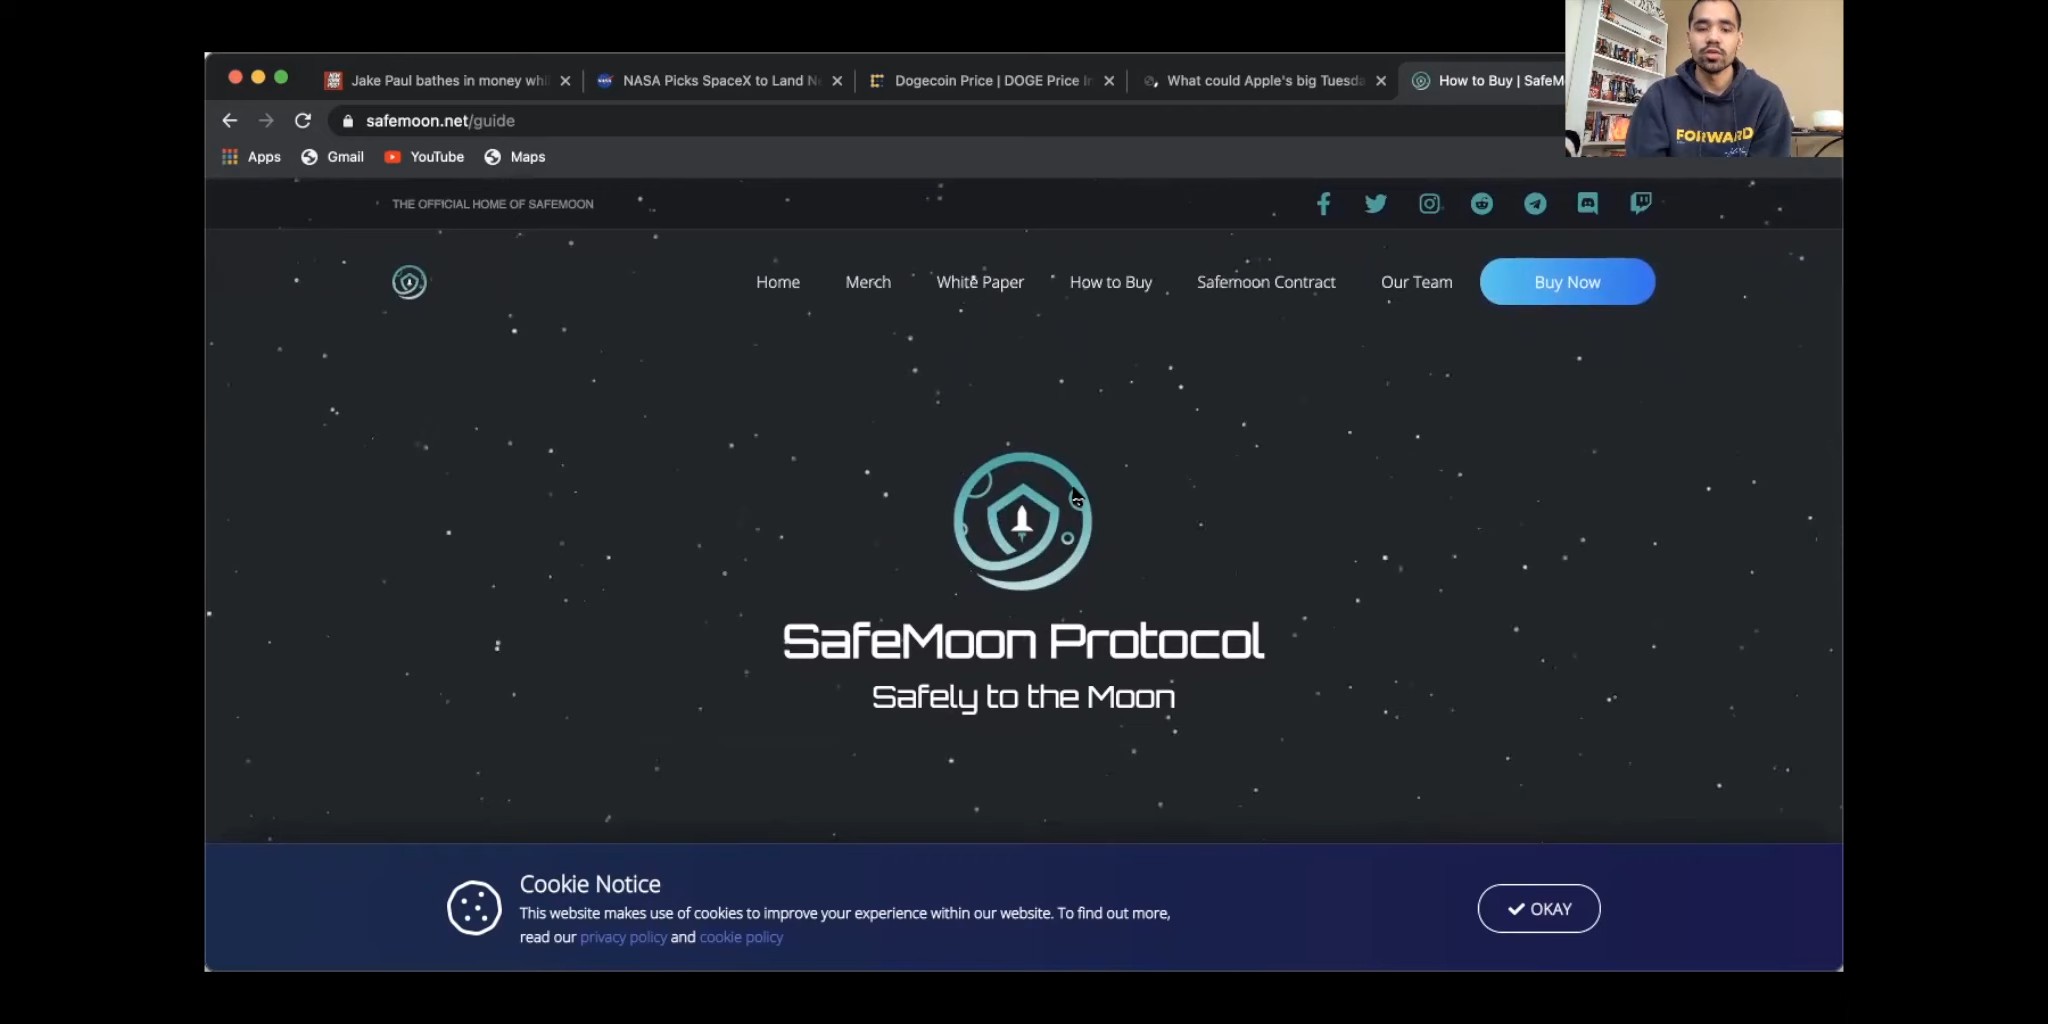 Jake Paul bathes in money whi
NASA Picks SpaceX to Land N
Dogecoin Price | DOGE Price In
What could Apple's big Tuesda
How to Buy | SafeM
safemoon.net/guide
Apps
Gmail
YouTube
Maps
FORWARD
THE OFFICIAL HOME OF SAFEMOON
Home
Merch
White Paper
How to Buy
Safemoon Contract
Our Team
Buy Now
SafeMoon Protocol
Safely to the Moon
Cookie Notice
This website makes use of cookies to improve your experience within our website. To find out more,
read our privacy policy and cookie policy
OKAY